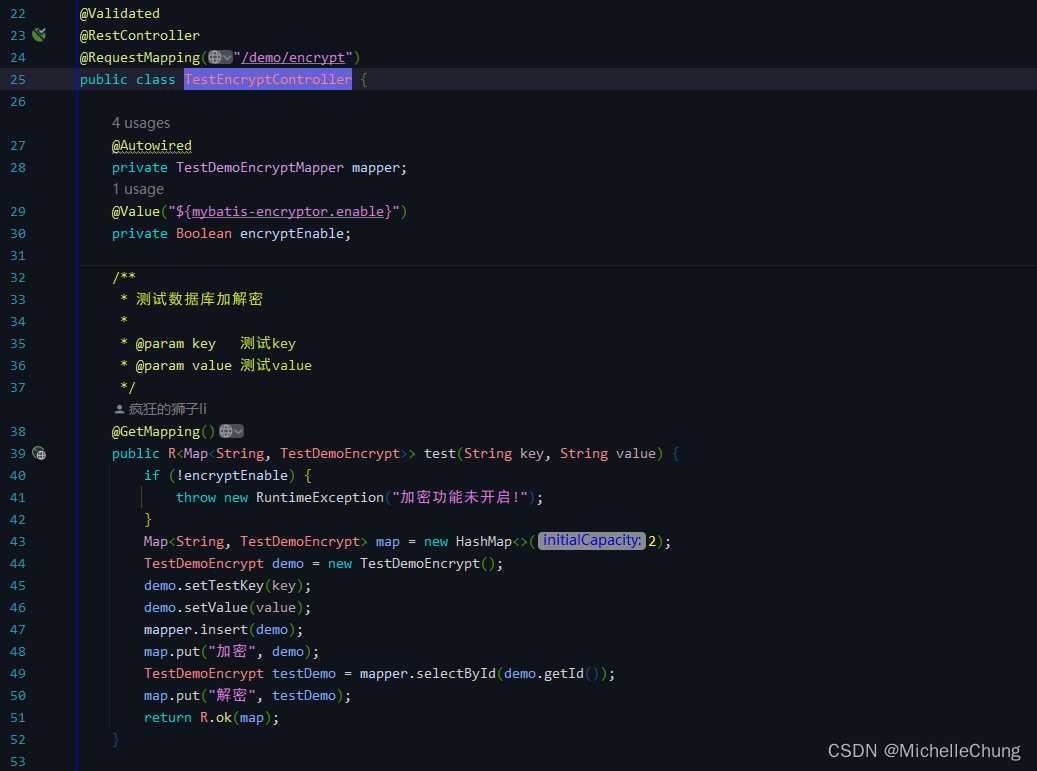 22 @Validated
23 @RestController
24 @RequestMapping("/demo/encrypt")
25 public class TestEncryptController {
26
4 usages
27 @Autowired
28 private TestDemoEncryptMapper mapper;
1 usage
29 @Value("${mybatis-encryptor.enable}")
30 private Boolean encryptEnable;
31
32 /**
33 * 测试数据库加解密
34 *
35 * @param key 测试key
36 * @param value 测试value
37 */
疯狂的狮子li
38 @GetMapping()
39 public R<Map<String, TestDemoEncrypt>> test(String key, String value) {
40 if (!encryptEnable) {
41 throw new RuntimeException("加密功能未开启!");
42 }
43 Map<String, TestDemoEncrypt> map = new HashMap<>( initialCapacity: 2);
44 TestDemoEncrypt demo = new TestDemoEncrypt();
45 demo.setTestKey(key);
46 demo.setValue(value);
47 mapper.insert(demo);
48 map.put("加密", demo);
49 TestDemoEncrypt testDemo = mapper.selectById(demo.getId());
50 map.put("解密", testDemo);
51 return R.ok(map);
52 }
53
CSDN @MichelleChung